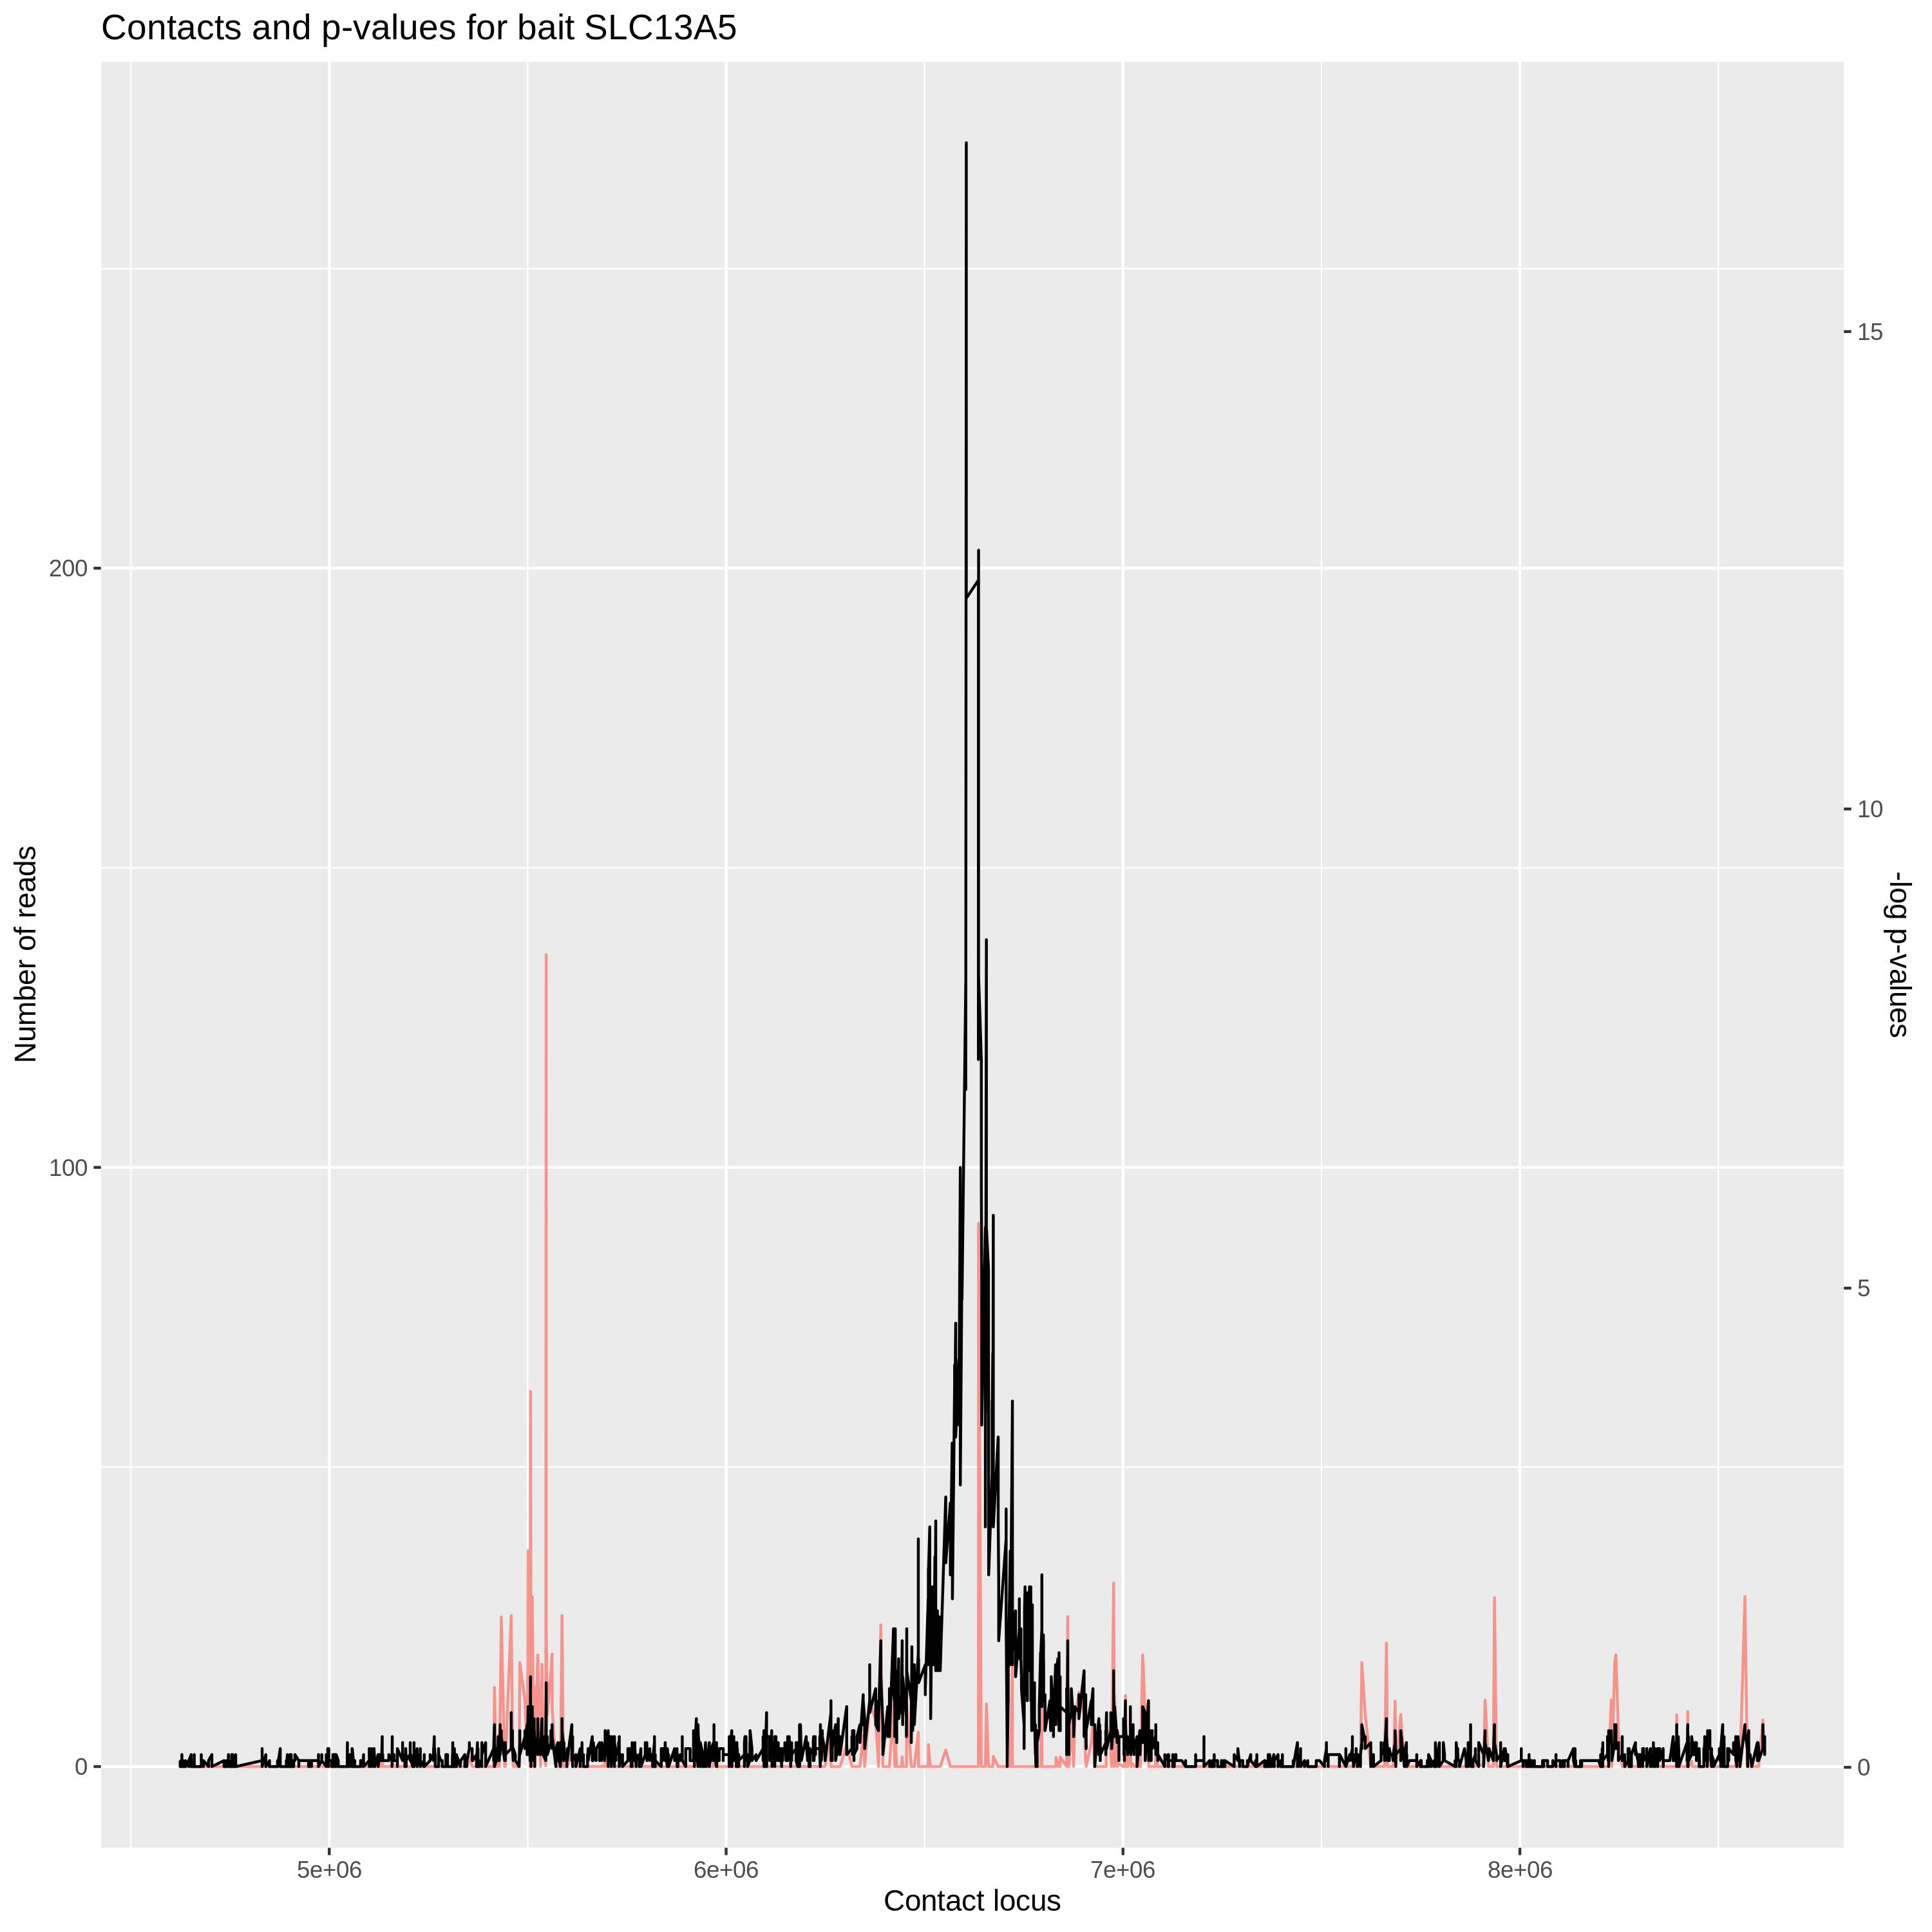 Contacts and p-values for bait SLC13A5
Number of reads
200
100
0
15
10
5
0
-log p-values
5e+06
6e+06
7e+06
8e+06
Contact locus